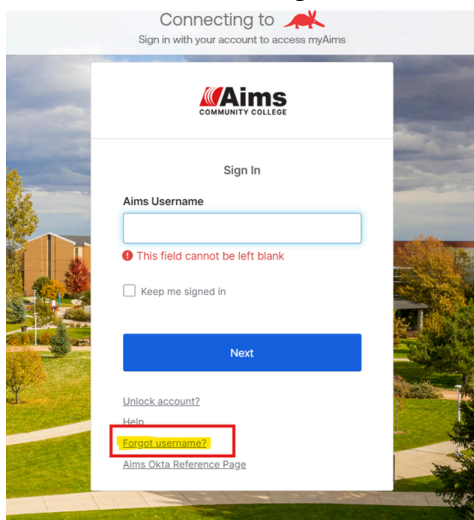 Connecting to
Sign in with your account to access myAims
Aims
COMMUNITY COLLEGE
Sign In
Aims Username
This field cannot be left blank
Keep me signed in
Next
Unlock account?
Help
Forgot username?
Aims Okta Reference Page